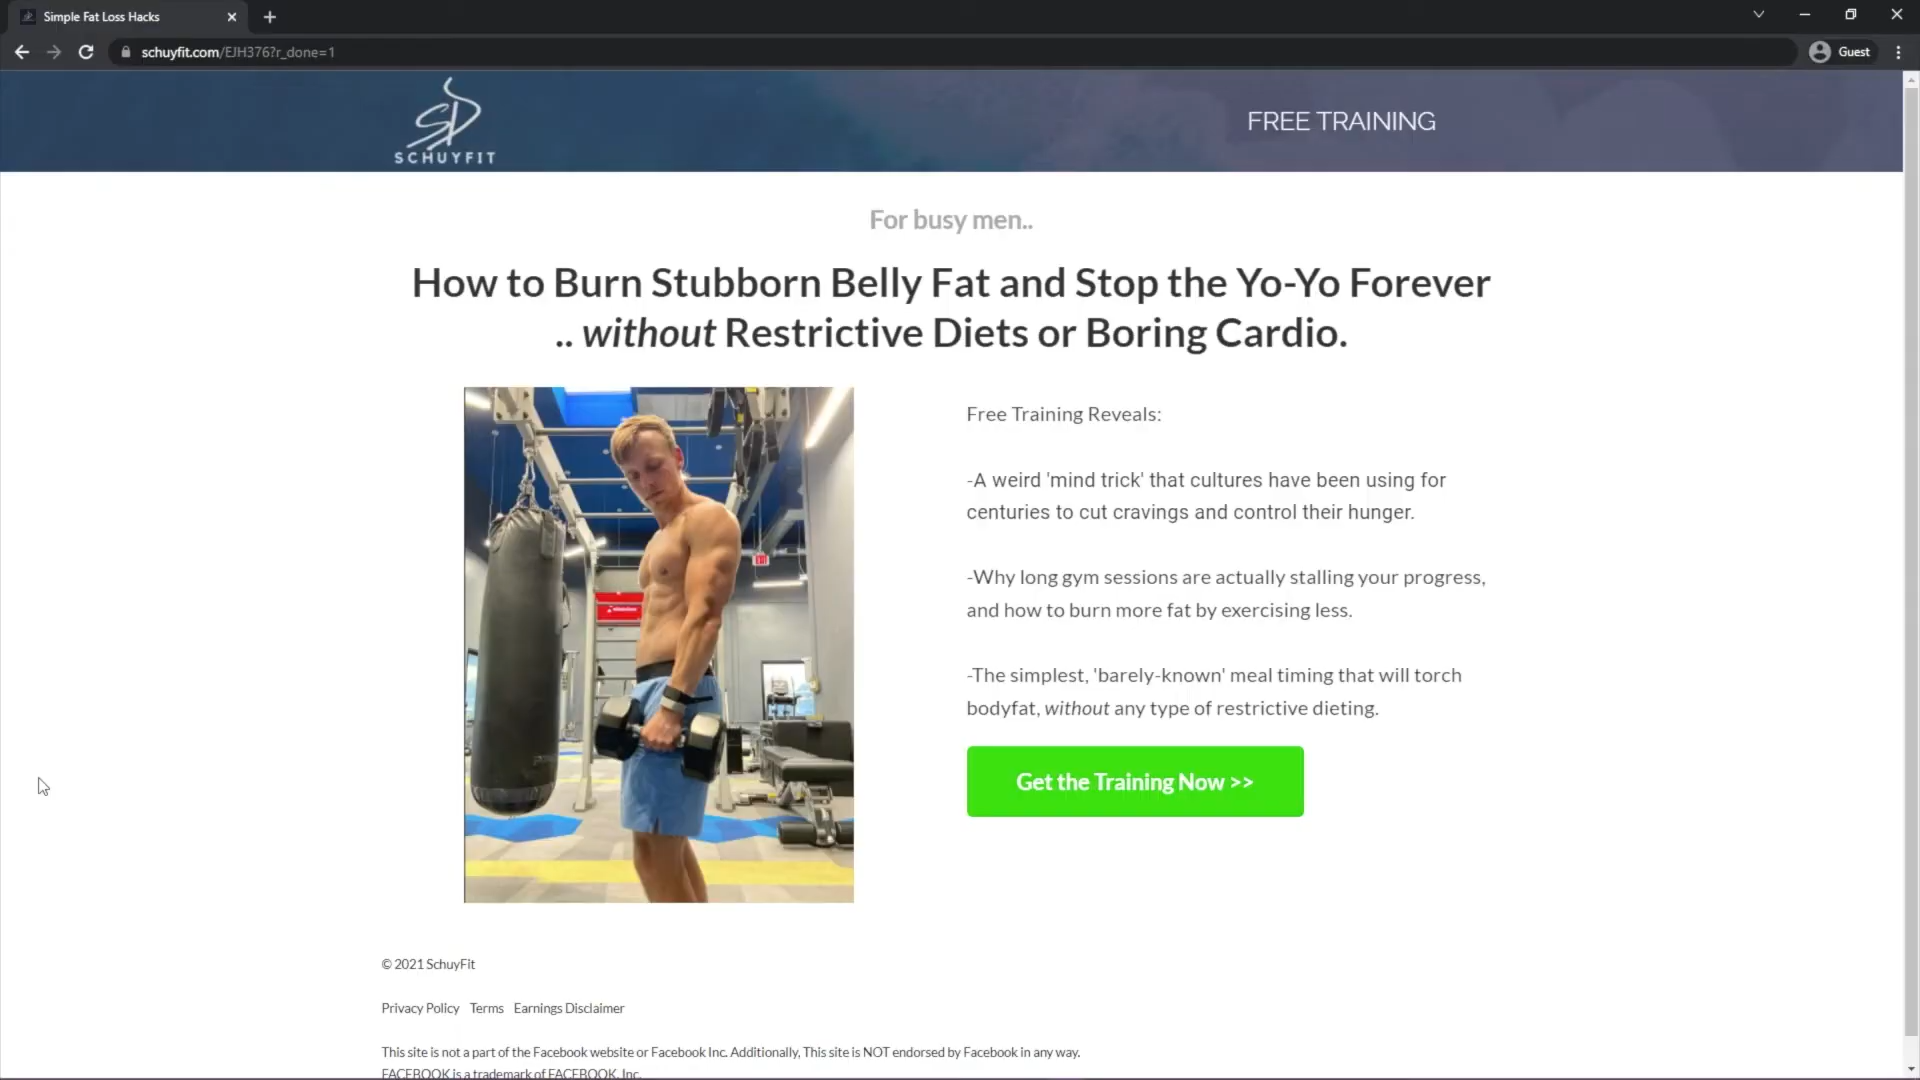 Simple Fat Loss Hacks
schuyfit.com/EJH376?r_done=1
Guest
SCHUYFIT
FREE TRAINING
For busy men..
How to Burn Stubborn Belly Fat and Stop the Yo-Yo Forever
.. without Restrictive Diets or Boring Cardio.
Free Training Reveals:
-A weird 'mind trick' that cultures have been using for
centuries to cut cravings and control their hunger.
-Why long gym sessions are actually stalling your progress,
and how to burn more fat by exercising less.
-The simplest, 'barely-known' meal timing that will torch
bodyfat, without any type of restrictive dieting.
Get the Training Now >>
© 2021 SchuyFit
Privacy Policy Terms Earnings Disclaimer
This site is not a part of the Facebook website or Facebook Inc. Additionally, This site is NOT endorsed by Facebook in any way.
FACEBOOK is a trademark of FACEBOOK, Inc.